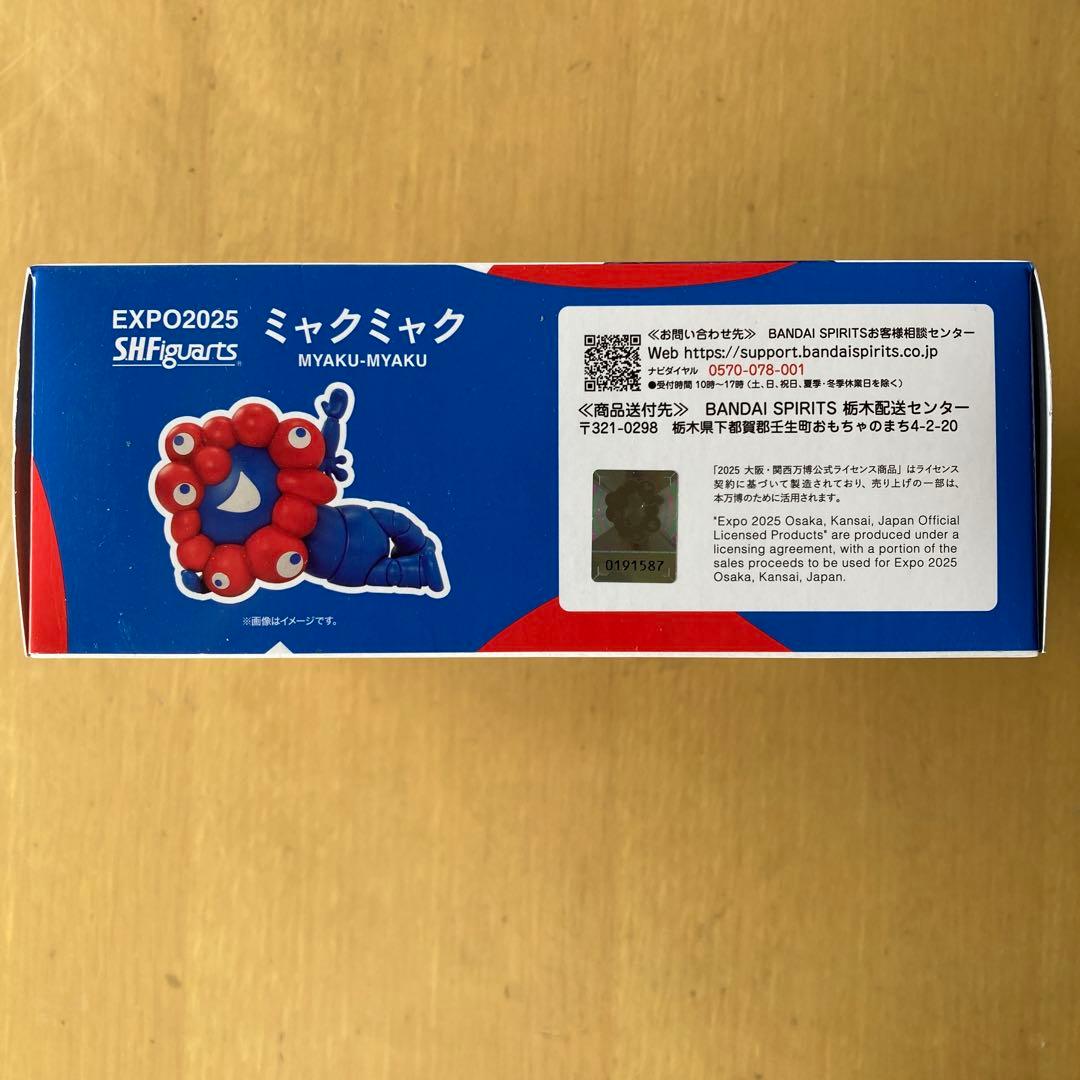 EXPO2025
S.H.Figuarts®
ミャクミャク
MYAKU-MYAKU
※画像はイメージです。
≪お問い合わせ先≫ BANDAI SPIRITSお客様相談センター
Web https://support.bandaispirits.co.jp
ナビダイヤル 0570-078-001
●受付時間 10時〜17時（土、日、祝日、夏季・冬季休業日を除く）
≪商品送付先≫ BANDAI SPIRITS 栃木配送センター
〒321-0298 栃木県下都賀郡壬生町おもちゃのまち4-2-20
「2025 大阪・関西万博公式ライセンス商品」はライセンス
契約に基づいて製造されており、売り上げの一部は、
本万博のために活用されます。
"Expo 2025 Osaka, Kansai, Japan Official
Licensed Products" are produced under a
licensing agreement, with a portion of the
sales proceeds to be used for Expo 2025
Osaka, Kansai, Japan.
0191587